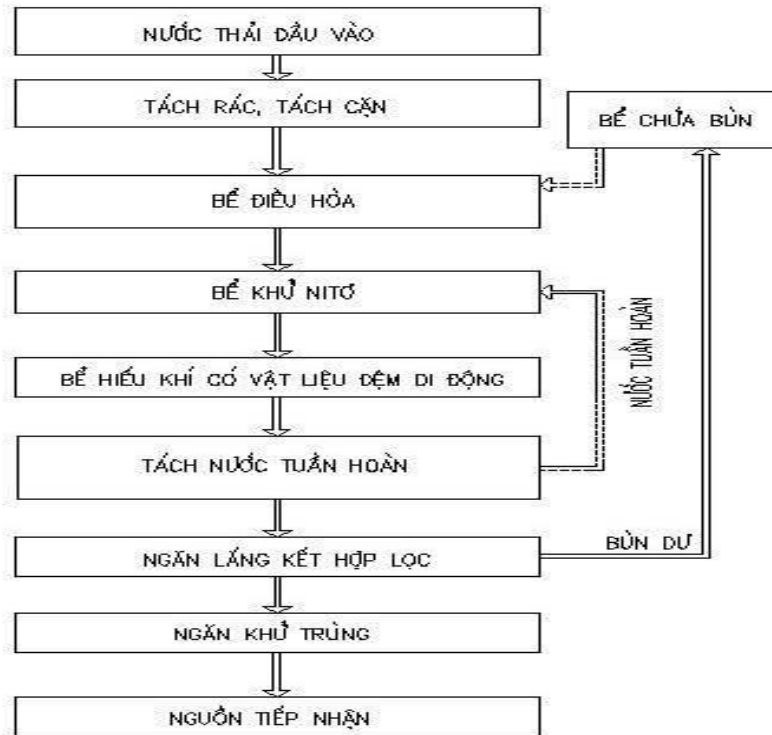 NƯỚC THẢI ĐẦU VÀO
TÁCH RÁC, TÁCH CẶN
BỂ CHỨA BÙN
BỂ ĐIỀU HÒA
BỂ KHỬ NITƠ
NƯỚC TUẦN HOÀN
BỂ HIẾU KHÍ CÓ VẬT LIỆU ĐỆM DI ĐỘNG
TÁCH NƯỚC TUẦN HOÀN
BÙN DƯ
NGĂN LẮNG KẾT HỢP LỌC
NGĂN KHỬ TRÙNG
NGUỒN TIẾP NHẬN